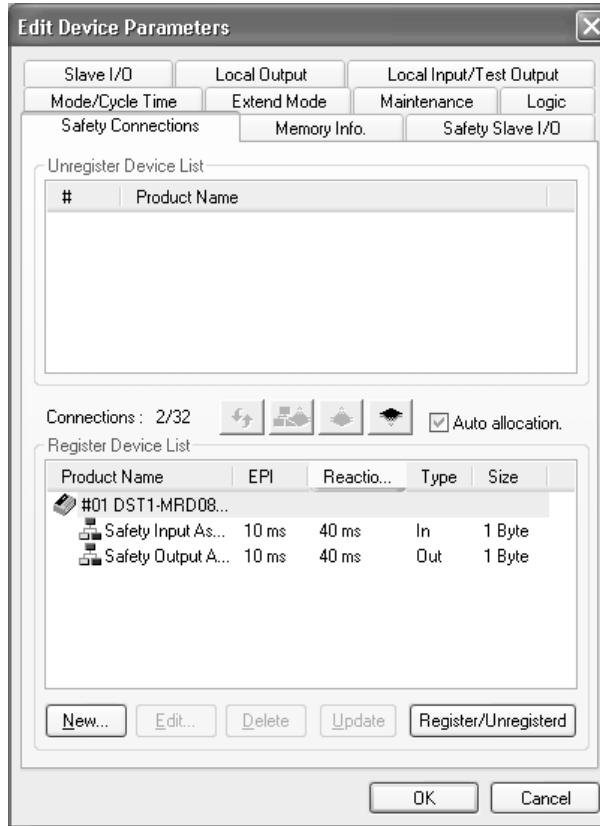 Edit Device Parameters
Slave I/O Local Output Local Input/Test Output
Mode/Cycle Time Extend Mode Maintenance Logic
Safety Connections Memory Info. Safety Slave I/O
Unregister Device List
# Product Name
Connections : 2/32 Auto allocation.
Register Device List
Product Name EPI Reactio... Type Size
#01 DST1-MRD08...
Safety Input As... 10 ms 40 ms In 1 Byte
Safety Output A... 10 ms 40 ms Out 1 Byte
New... Edit... Delete Update Register/Unregisterd
OK Cancel